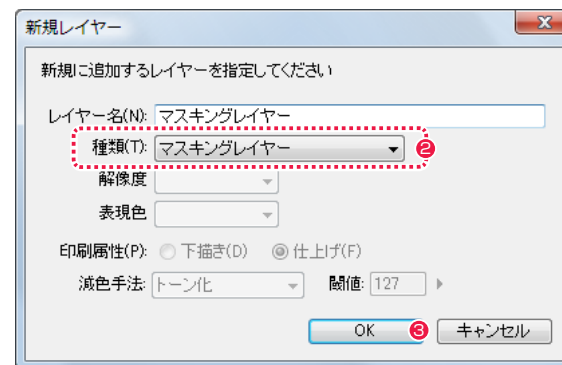 新規レイヤー
新規に追加するレイヤーを指定してください
レイヤー名(N): マスキングレイヤー
種類(T): マスキングレイヤー 2
解像度
表現色
印刷属性(P): 下描き(D) 仕上げ(F)
減色手法: トーン化 閾値: 127
OK 3 キャンセル